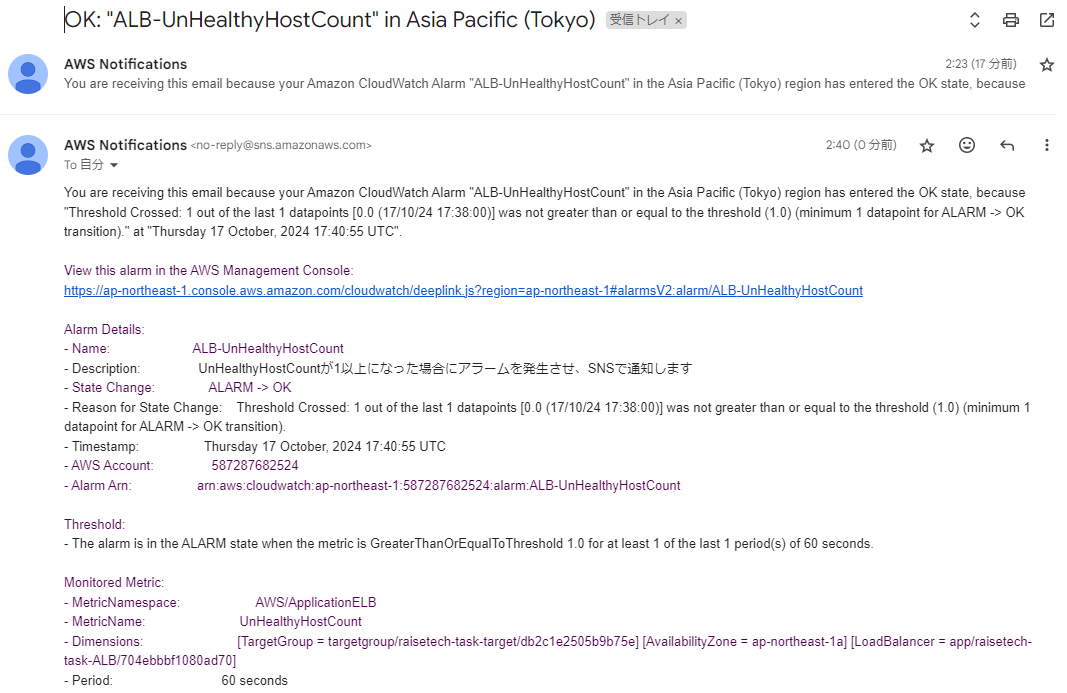 OK: "ALB-UnHealthyHostCount" in Asia Pacific (Tokyo) 受信トレイ ×
AWS Notifications 2:23 (17 分前)
You are receiving this email because your Amazon CloudWatch Alarm "ALB-UnHealthyHostCount" in the Asia Pacific (Tokyo) region has entered the OK state, because
AWS Notifications <no-reply@sns.amazonaws.com> 2:40 (0 分前)
To 自分
You are receiving this email because your Amazon CloudWatch Alarm "ALB-UnHealthyHostCount" in the Asia Pacific (Tokyo) region has entered the OK state, because
"Threshold Crossed: 1 out of the last 1 datapoints [0.0 (17/10/24 17:38:00)] was not greater than or equal to the threshold (1.0) (minimum 1 datapoint for ALARM -> OK
transition)." at "Thursday 17 October, 2024 17:40:55 UTC".
View this alarm in the AWS Management Console:
https://ap-northeast-1.console.aws.amazon.com/cloudwatch/deeplink.js?region=ap-northeast-1#alarmsV2:alarm/ALB-UnHealthyHostCount
Alarm Details:
- Name: ALB-UnHealthyHostCount
- Description: UnHealthyHostCountが1以上になった場合にアラームを発生させ、SNSで通知します
- State Change: ALARM -> OK
- Reason for State Change: Threshold Crossed: 1 out of the last 1 datapoints [0.0 (17/10/24 17:38:00)] was not greater than or equal to the threshold (1.0) (minimum 1
datapoint for ALARM -> OK transition).
- Timestamp: Thursday 17 October, 2024 17:40:55 UTC
- AWS Account: 587287682524
- Alarm Arn: arn:aws:cloudwatch:ap-northeast-1:587287682524:alarm:ALB-UnHealthyHostCount
Threshold:
- The alarm is in the ALARM state when the metric is GreaterThanOrEqualToThreshold 1.0 for at least 1 of the last 1 period(s) of 60 seconds.
Monitored Metric:
- MetricNamespace: AWS/ApplicationELB
- MetricName: UnHealthyHostCount
- Dimensions: [TargetGroup = targetgroup/raisetech-task-target/db2c1e2505b9b75e] [AvailabilityZone = ap-northeast-1a] [LoadBalancer = app/raisetech-
task-ALB/704ebbbf1080ad70]
- Period: 60 seconds